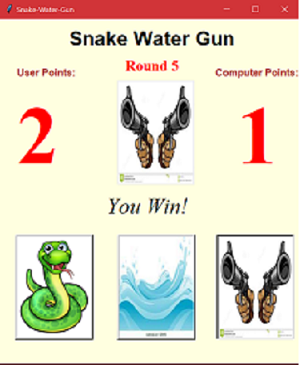 Snake-Water-Gun
Snake Water Gun
Round 5
User Points:
Computer Points:
2
1
You Win!